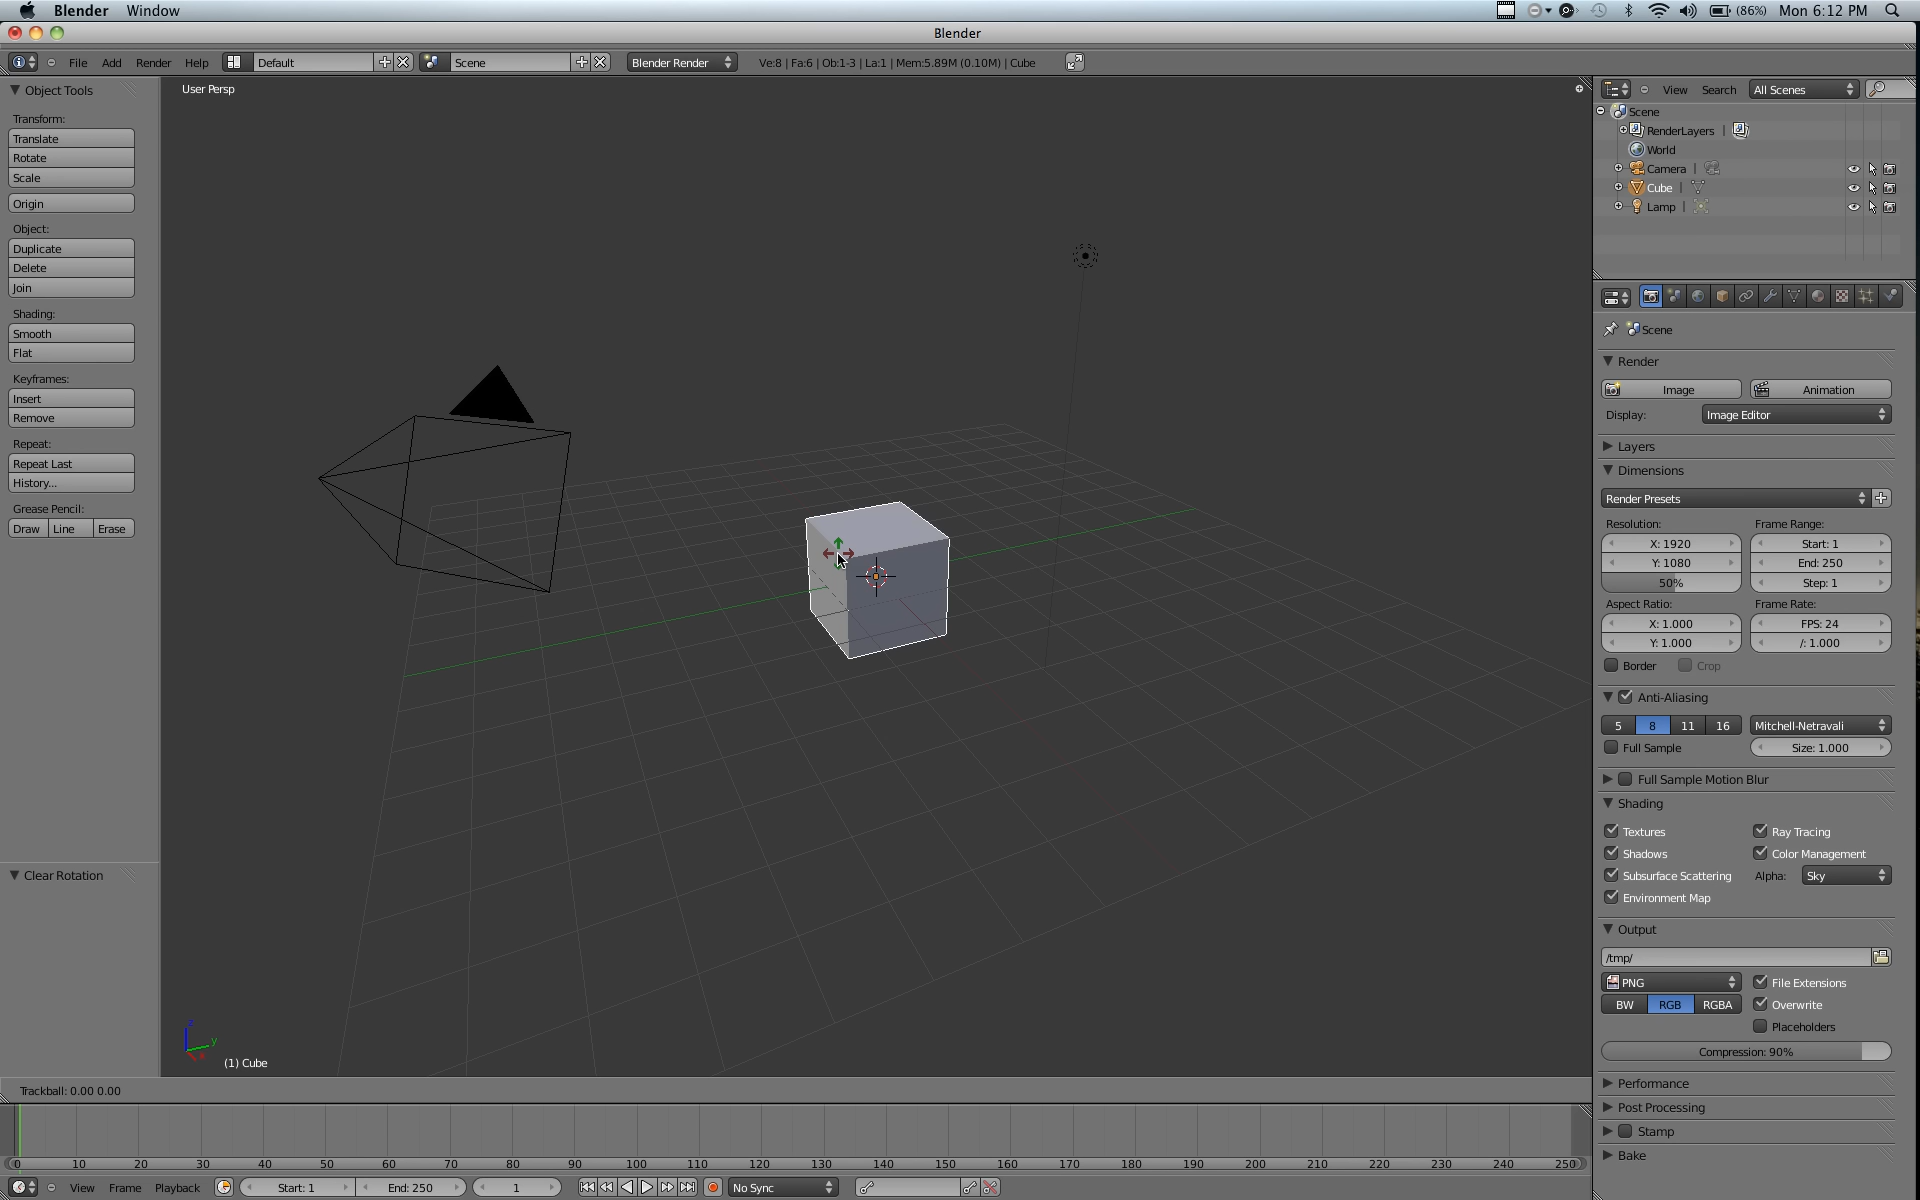 Blender Window (86%) Mon 6:12 PM
Blender
File Add Render Help Default Scene Blender Render Ve:8 | Fa:6 | Ob:1-3 | La:1 | Mem:5.89M (0.10M) | Cube
Object Tools
Transform:
Translate
Rotate
Scale
Origin
Object:
Duplicate
Delete
Join
Shading:
Smooth
Flat
Keyframes:
Insert
Remove
Repeat:
Repeat Last
History...
Grease Pencil:
Draw Line Erase
Clear Rotation
User Persp
z
y
x
(1) Cube
View Search All Scenes
Scene
RenderLayers |
World
Camera |
Cube |
Lamp |
Scene
Render
Image Animation
Display: Image Editor
Layers
Dimensions
Render Presets
Resolution: Frame Range:
X: 1920 Start: 1
Y: 1080 End: 250
50% Step: 1
Aspect Ratio: Frame Rate:
X: 1.000 FPS: 24
Y: 1.000 /: 1.000
Border Crop
Anti-Aliasing
5 8 11 16 Mitchell-Netravali
Full Sample Size: 1.000
Full Sample Motion Blur
Shading
Textures Ray Tracing
Shadows Color Management
Subsurface Scattering Alpha: Sky
Environment Map
Output
/tmp/
PNG File Extensions
BW RGB RGBA Overwrite
Placeholders
Compression: 90%
Performance
Post Processing
Stamp
Bake
Trackball: 0.00 0.00
0 10 20 30 40 50 60 70 80 90 100 110 120 130 140 150 160 170 180 190 200 210 220 230 240 250
View Frame Playback Start: 1 End: 250 1 No Sync